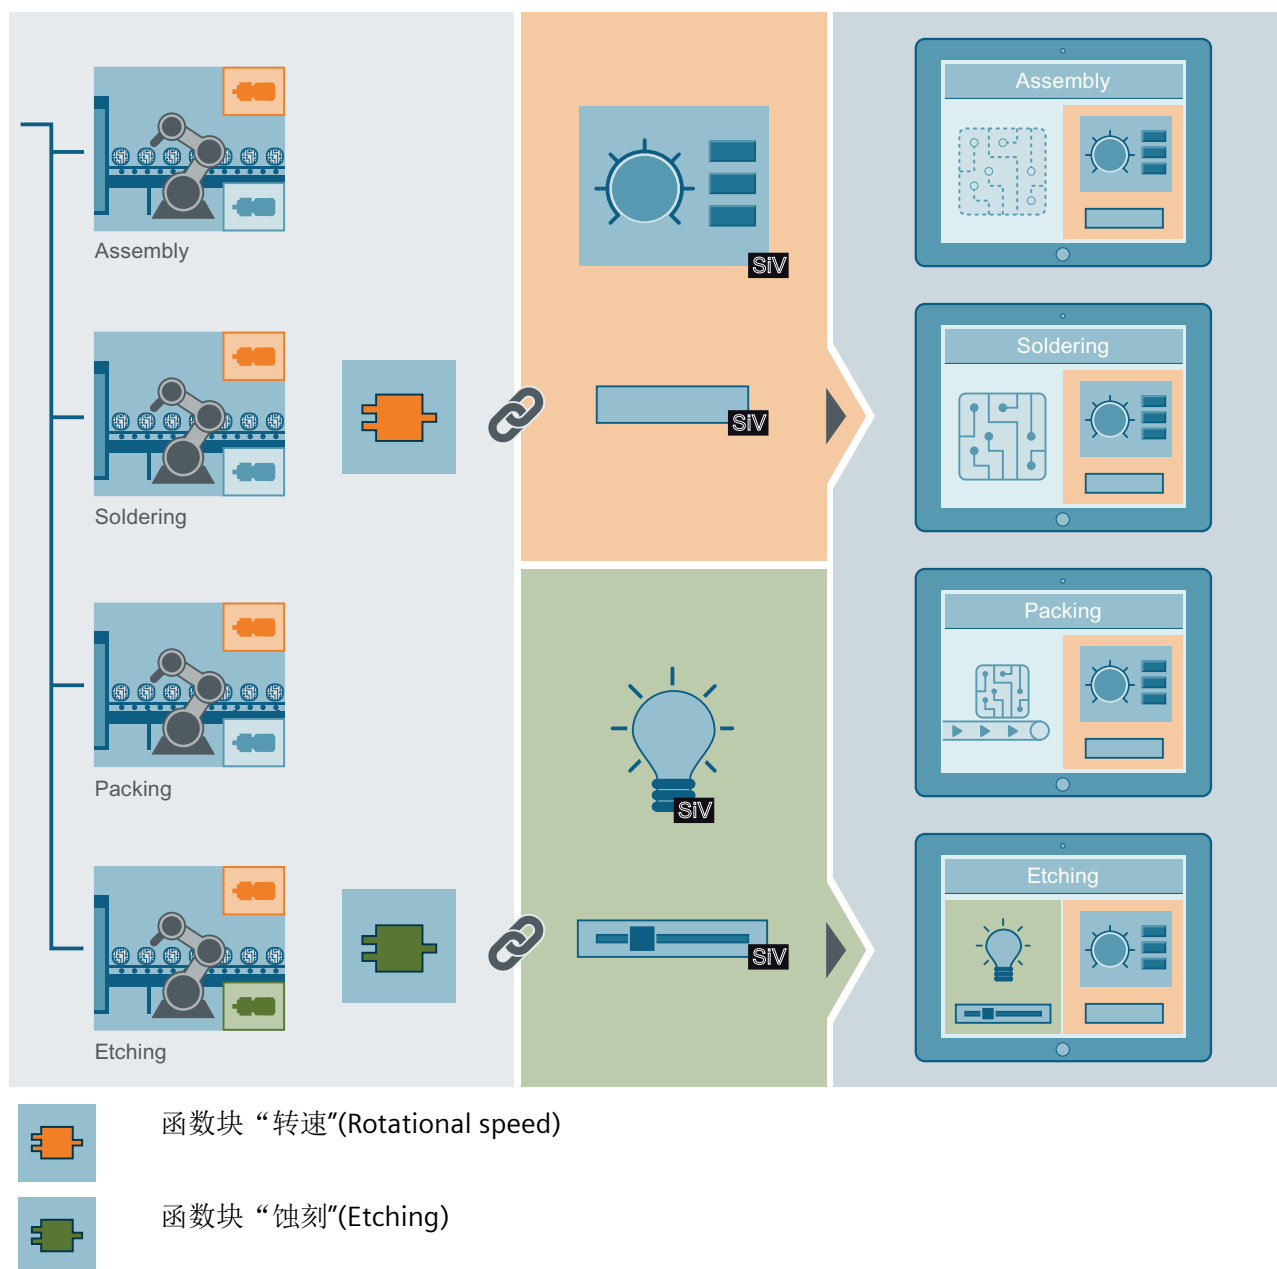 Assembly
SiV
Assembly
Soldering
SiV
Soldering
Packing
SiV
Packing
Etching
SiV
Etching
函数块“转速”(Rotational speed)
函数块“蚀刻”(Etching)